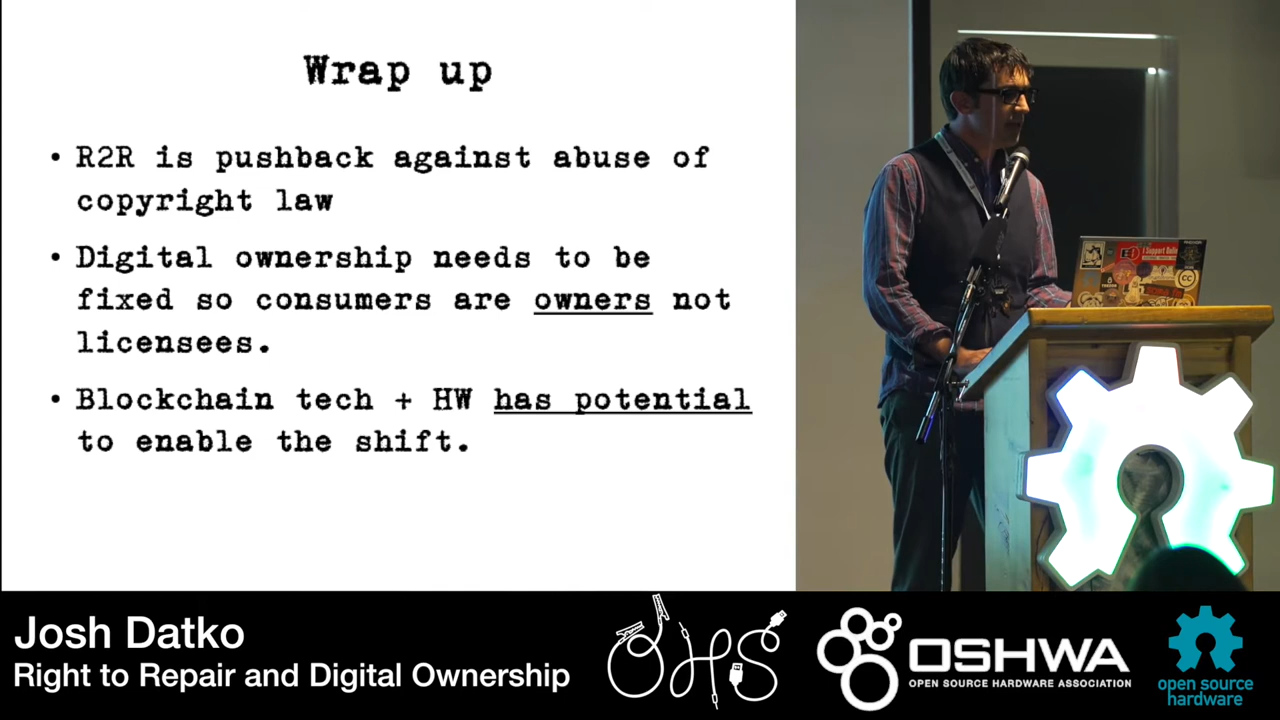 Wrap up
• R2R is pushback against abuse of
copyright law
• Digital ownership needs to be
fixed so consumers are owners not
licensees.
• Blockchain tech + HW has potential
to enable the shift.
CC
Josh Datko
Right to Repair and Digital Ownership
OHS
OSHWA
OPEN SOURCE HARDWARE ASSOCIATION
open source
hardware